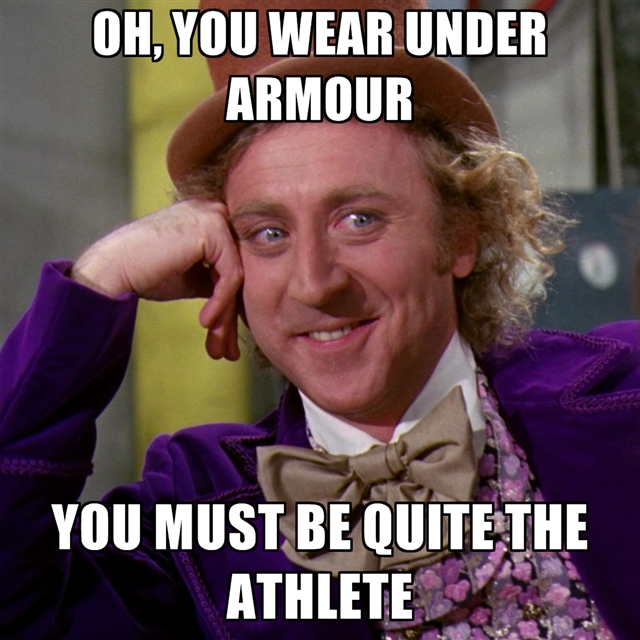 OH, YOU WEAR UNDER
ARMOUR
YOU MUST BE QUITE THE
ATHLETE